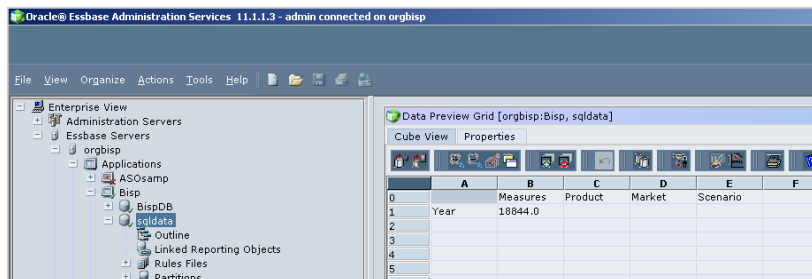 Oracle® Essbase Administration Services 11.1.1.3 - admin connected on orgbisp
File View Organize Actions Tools Help
Enterprise View
Administration Servers
Essbase Servers
orgbisp
Applications
ASOsamp
Bisp
BispDB
sqldata
Outline
Linked Reporting Objects
Rules Files
Partitions
Data Preview Grid [orgbisp:Bisp, sqldata]
Cube View Properties
A B C D E F
0 Measures Product Market Scenario
1 Year 18844.0
2
3
4
5